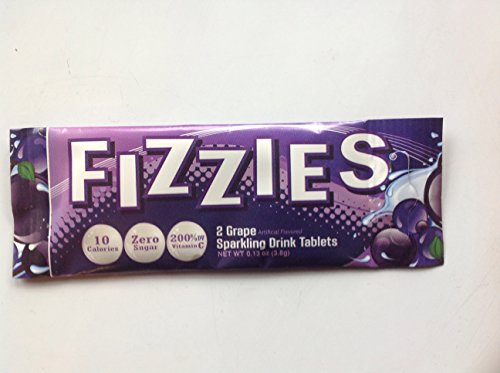 FIZZIES
10
Calories
Zero
Sugar
200% DV
Vitamin C
2 Grape Artificial Flavored
Sparkling Drink Tablets
NET WT 0.13 oz (3.8g)